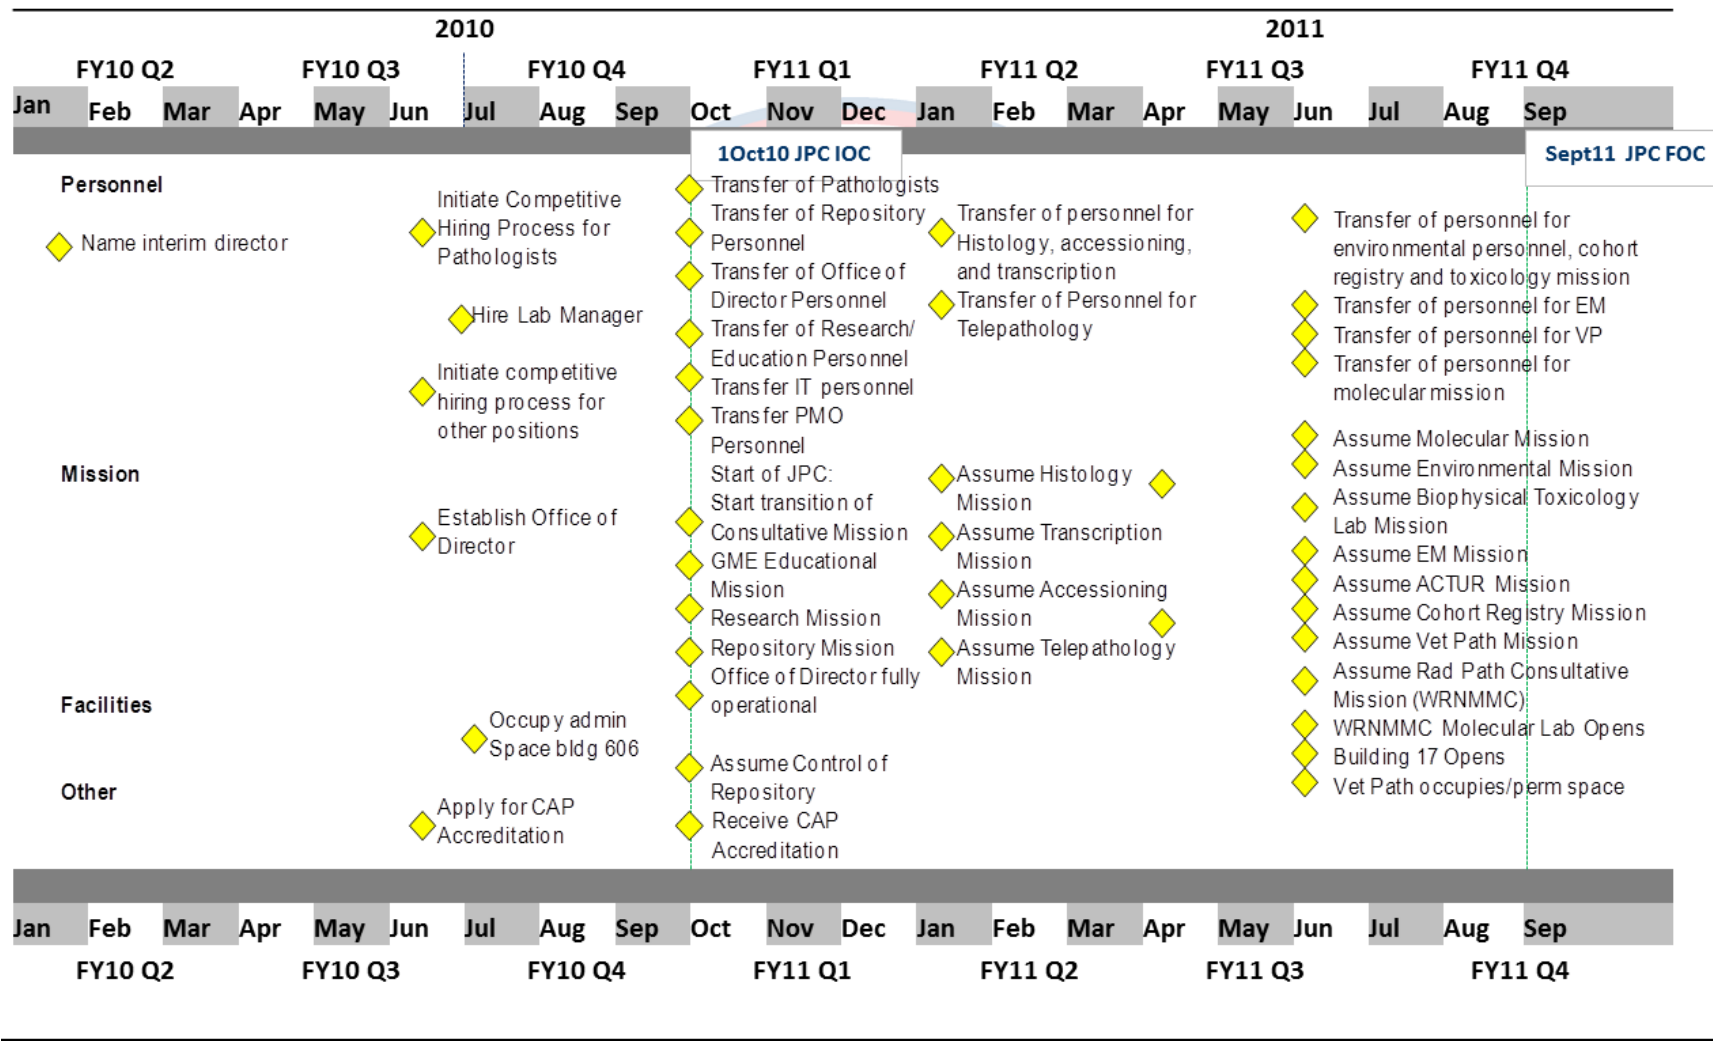 2010
2011
FY10 Q2
FY10 Q3
FY10 Q4
FY11 Q1
FY11 Q2
FY11 Q3
FY11 Q4
Jan Feb Mar Apr May Jun Jul Aug Sep Oct Nov Dec Jan Feb Mar Apr May Jun Jul Aug Sep
1Oct10 JPC IOC
Sept11 JPC FOC
Personnel
Name interim director
Initiate Competitive
Hiring Process for
Pathologists
Hire Lab Manager
Initiate competitive
hiring process for
other positions
Transfer of Pathologists
Transfer of Repository
Personnel
Transfer of Office of
Director Personnel
Transfer of Research/
Education Personnel
Transfer IT personnel
Transfer PMO
Personnel
Transfer of personnel for
Histology, accessioning,
and transcription
Transfer of Personnel for
Telepathology
Transfer of personnel for
environmental personnel, cohort
registry and toxicology mission
Transfer of personnel for EM
Transfer of personnel for VP
Transfer of personnel for
molecular mission
Mission
Establish Office of
Director
Start of JPC:
Start transition of
Consultative Mission
GME Educational
Mission
Research Mission
Repository Mission
Office of Director fully
operational
Assume Histology
Mission
Assume Transcription
Mission
Assume Accessioning
Mission
Assume Telepathology
Mission
Assume Molecular Mission
Assume Environmental Mission
Assume Biophysical Toxicology
Lab Mission
Assume EM Mission
Assume ACTUR Mission
Assume Cohort Registry Mission
Assume Vet Path Mission
Assume Rad Path Consultative
Mission (WRNMMC)
WRNMMC Molecular Lab Opens
Building 17 Opens
Vet Path occupies/perm space
Facilities
Occupy admin
Space bldg 606
Assume Control of
Repository
Other
Apply for CAP
Accreditation
Receive CAP
Accreditation
Jan Feb Mar Apr May Jun Jul Aug Sep Oct Nov Dec Jan Feb Mar Apr May Jun Jul Aug Sep
FY10 Q2
FY10 Q3
FY10 Q4
FY11 Q1
FY11 Q2
FY11 Q3
FY11 Q4